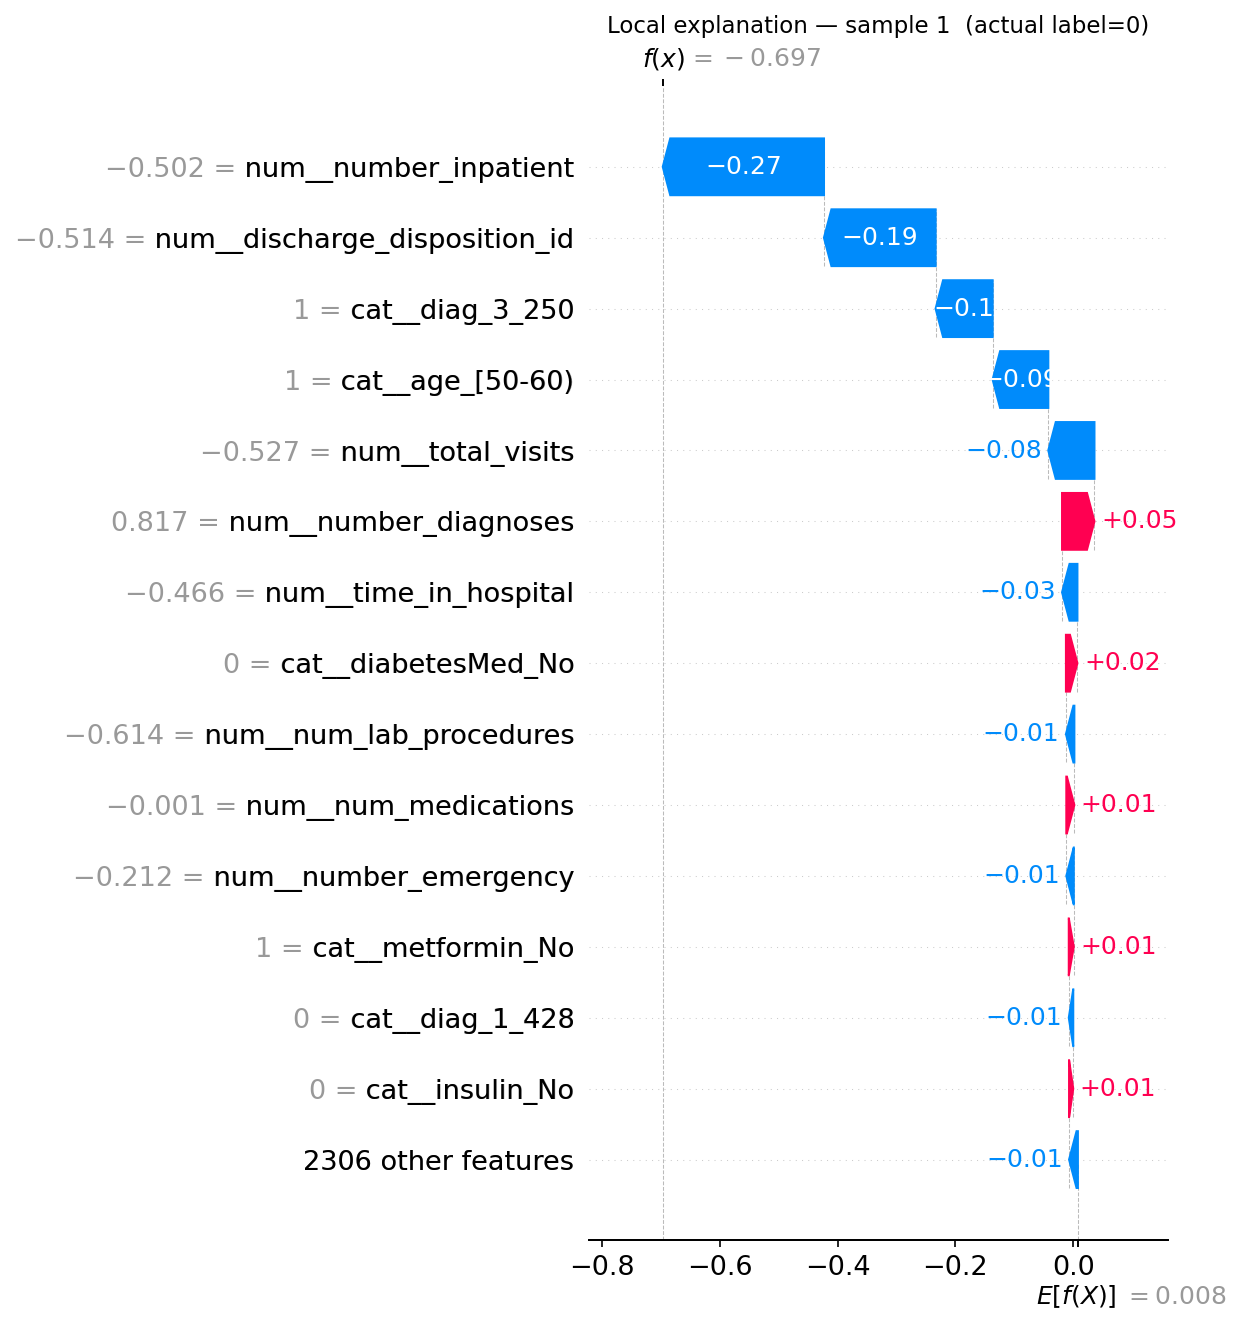 Local explanation — sample 1 (actual label=0)
f(x) = −0.697
−0.502 = num__number_inpatient −0.27
−0.514 = num__discharge_disposition_id −0.19
1 = cat__diag_3_250 −0.1
1 = cat__age_[50-60) −0.09
−0.527 = num__total_visits −0.08
0.817 = num__number_diagnoses +0.05
−0.466 = num__time_in_hospital −0.03
0 = cat__diabetesMed_No +0.02
−0.614 = num__num_lab_procedures −0.01
−0.001 = num__num_medications +0.01
−0.212 = num__number_emergency −0.01
1 = cat__metformin_No +0.01
0 = cat__diag_1_428 −0.01
0 = cat__insulin_No +0.01
2306 other features −0.01
−0.8 −0.6 −0.4 −0.2 0.0
E[f(X)] = 0.008